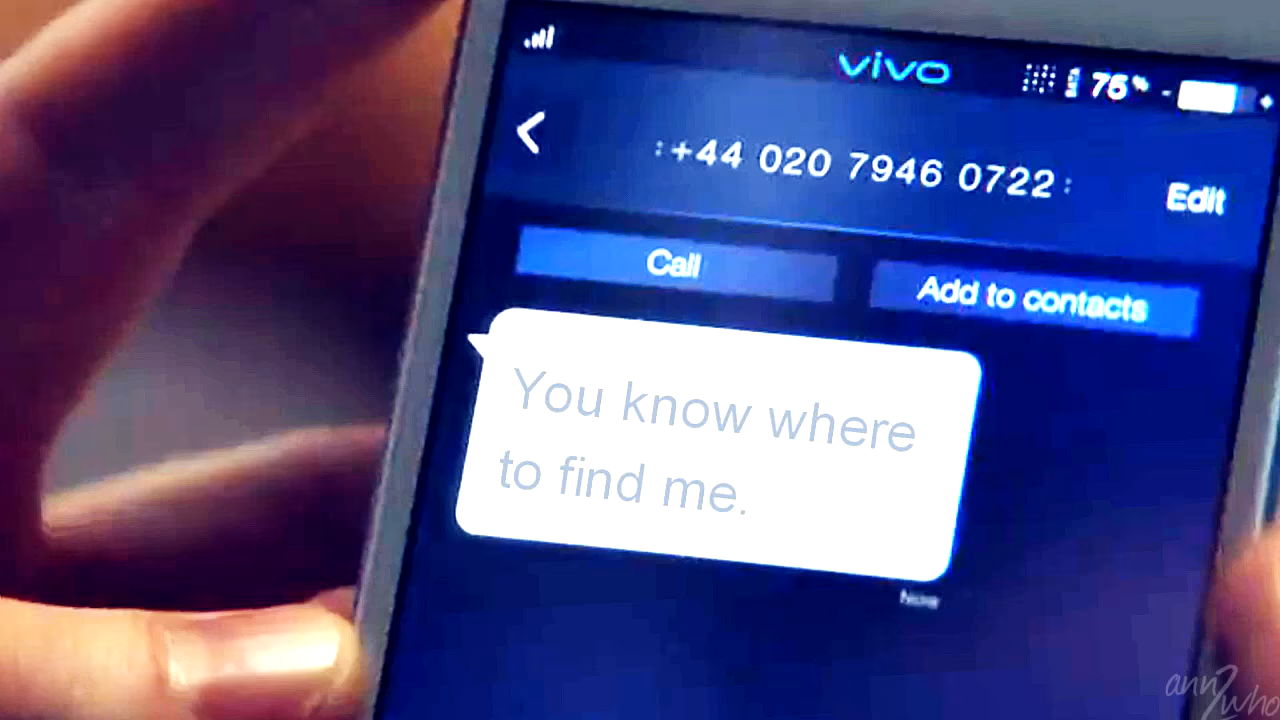 vivo
75% -
:+44 020 7946 0722:
Edit
Call
Add to contacts
You know where
to find me.
Now
ann2who